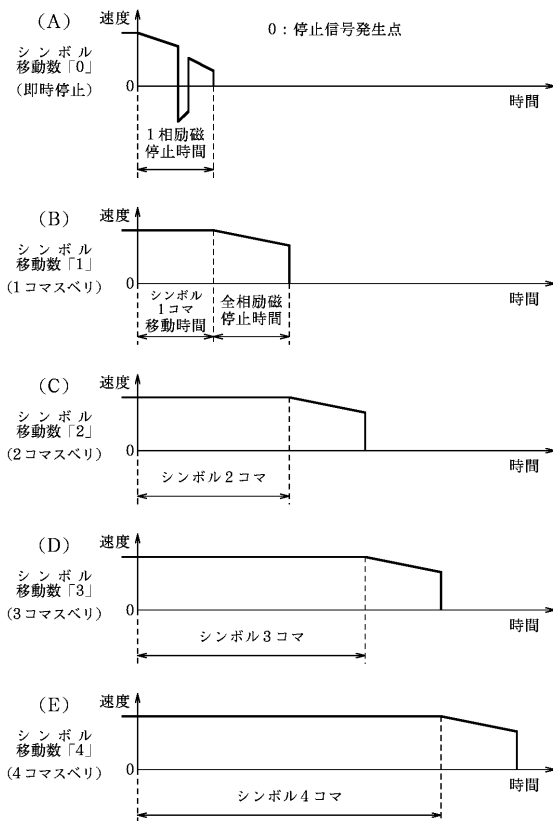 (A)
速度
0：停止信号発生点
シンボル
移動数「0」
(即時停止)
0
時間
1相励磁
停止時間
(B)
速度
シンボル
移動数「1」
(1コマスベリ)
0
時間
シンボル
1コマ
移動時間
全相励磁
停止時間
(C)
速度
シンボル
移動数「2」
(2コマスベリ)
0
時間
シンボル2コマ
(D)
速度
シンボル
移動数「3」
(3コマスベリ)
0
時間
シンボル3コマ
(E)
速度
シンボル
移動数「4」
(4コマスベリ)
0
時間
シンボル4コマ